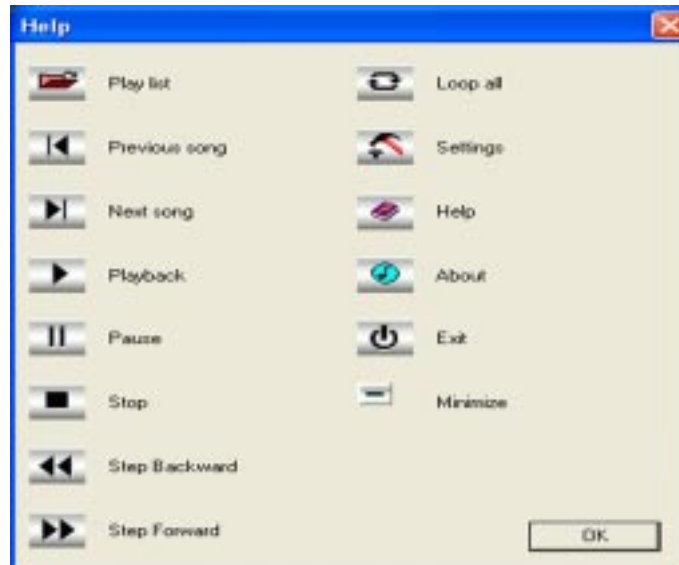 Help
Play list
Loop all
Previous song
Settings
Next song
Help
Playback
About
Pause
Exit
Stop
Minimize
Step Backward
Step Forward
OK